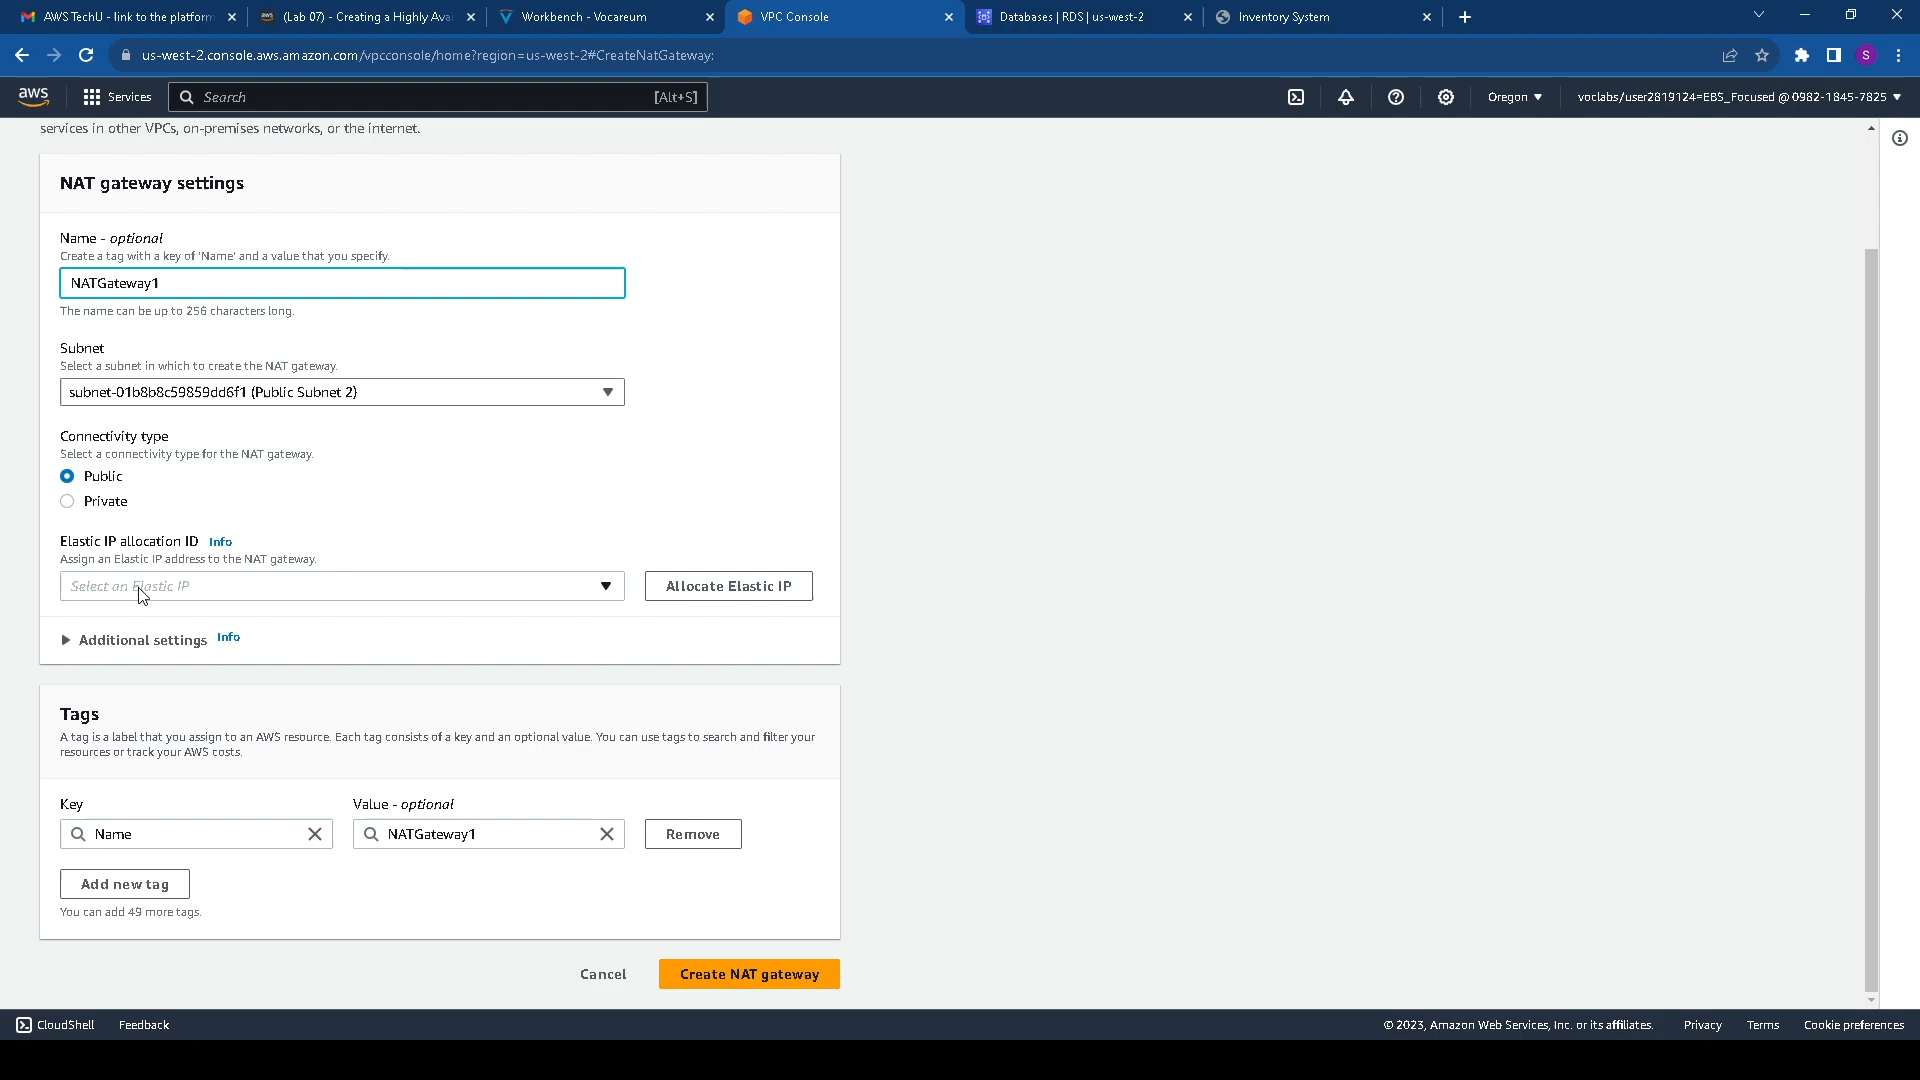 AWS TechU - link to the platform
(Lab 07) - Creating a Highly Avai
Workbench - Vocareum
VPC Console
Databases | RDS | us-west-2
Inventory System
us-west-2.console.aws.amazon.com/vpcconsole/home?region=us-west-2#CreateNatGateway:
S
aws
Services
Search
[Alt+S]
Oregon
voclabs/user2819124=EBS_Focused @ 0982-1845-7825
services in other VPCs, on-premises networks, or the internet.
NAT gateway settings
Name - optional
Create a tag with a key of 'Name' and a value that you specify.
NATGateway1
The name can be up to 256 characters long.
Subnet
Select a subnet in which to create the NAT gateway.
subnet-01b8b8c59859dd6f1 (Public Subnet 2)
Connectivity type
Select a connectivity type for the NAT gateway.
Public
Private
Elastic IP allocation ID Info
Assign an Elastic IP address to the NAT gateway.
Select an Elastic IP
Allocate Elastic IP
Additional settings Info
Tags
A tag is a label that you assign to an AWS resource. Each tag consists of a key and an optional value. You can use tags to search and filter your
resources or track your AWS costs.
Key
Value - optional
Name
NATGateway1
Remove
Add new tag
You can add 49 more tags.
Cancel
Create NAT gateway
CloudShell
Feedback
© 2023, Amazon Web Services, Inc. or its affiliates.
Privacy
Terms
Cookie preferences